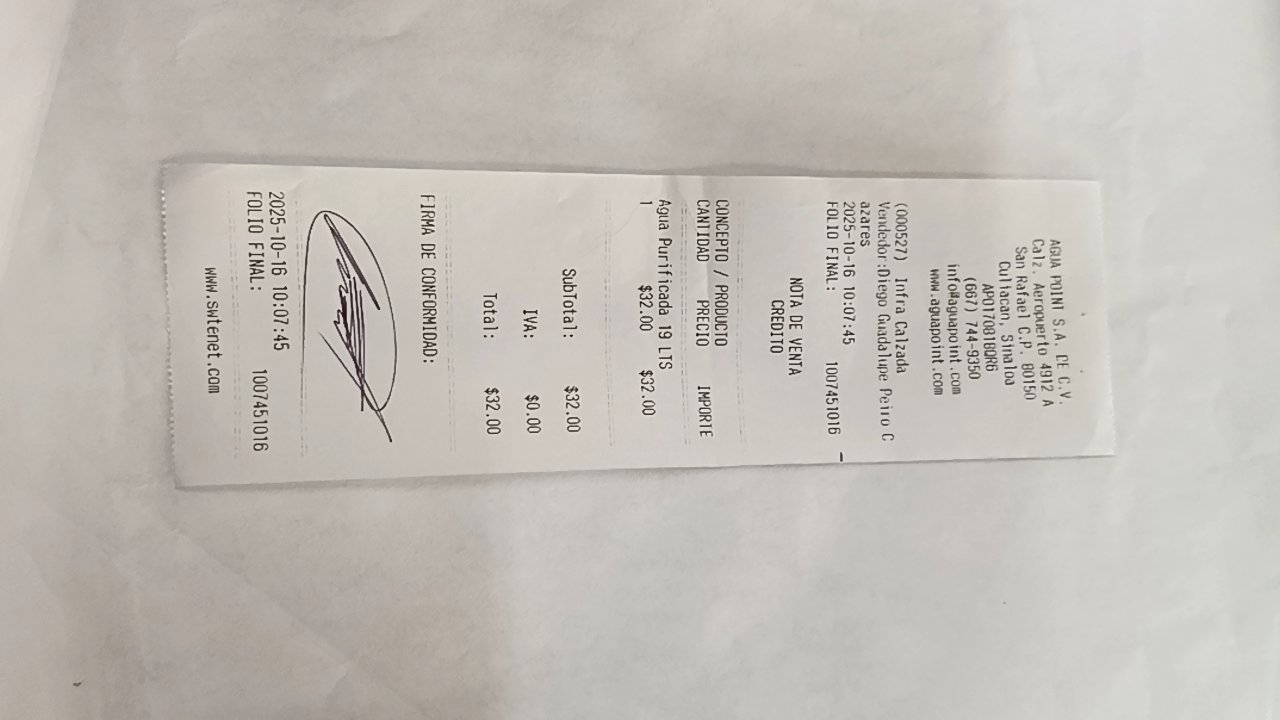 AGUA POINT S.A. DE C.V.
Calz. Aeropuerto 4912 A
San Rafael C.P. 80150
Culiacan, Sinaloa
APO170818QR6
(667) 744-9350
info@aguapoint.com
www.aguapoint.com
(000527) Infra Calzada
Vendedor:Diego Guadalupe Peiro C
azares
2025-10-16 10:07:45
FOLIO FINAL: 1007451016
NOTA DE VENTA
CREDITO
CONCEPTO / PRODUCTO
CANTIDAD PRECIO IMPORTE
Agua Purificada 19 LTS
1 $32.00 $32.00
SubTotal: $32.00
IVA: $0.00
Total: $32.00
FIRMA DE CONFORMIDAD:
2025-10-16 10:07:45
FOLIO FINAL: 1007451016
www.swtenet.com